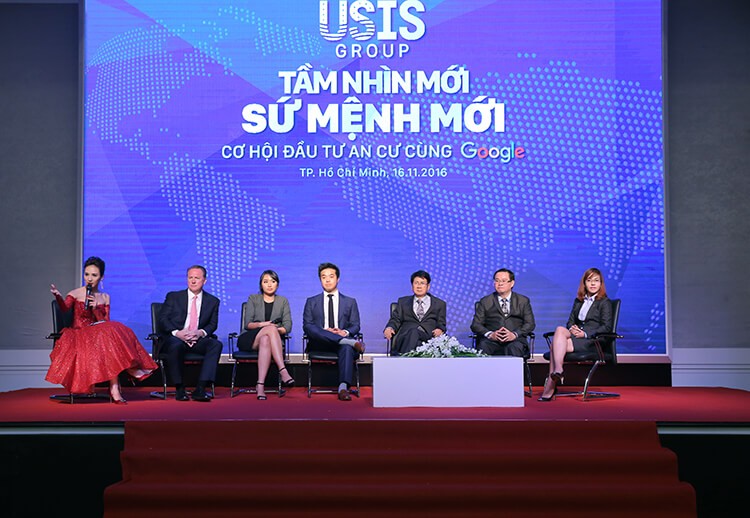 USIS
GROUP
TẦM NHÌN MỚI
SỨ MỆNH MỚI
CƠ HỘI ĐẦU TƯ AN CƯ CÙNG Google
TP. Hồ Chí Minh, 16.11.2016